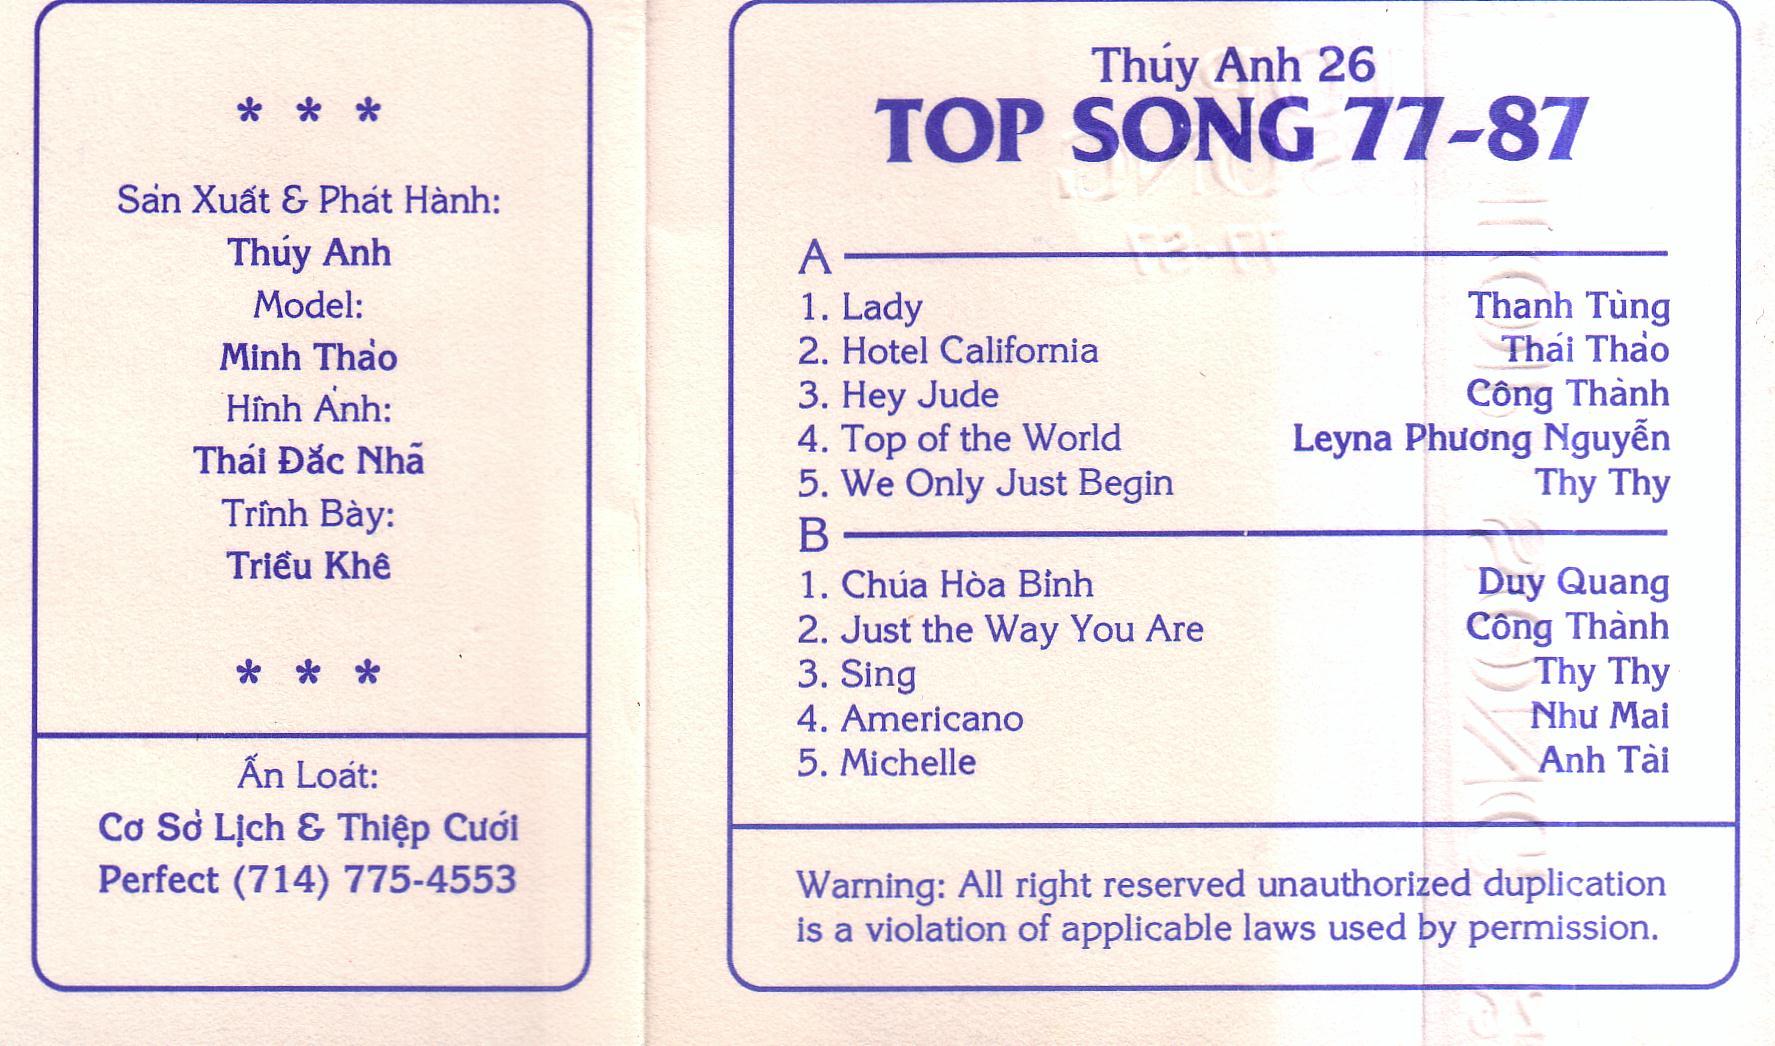 * * *
Sản Xuất & Phát Hành:
Thúy Anh
Model:
Minh Thảo
Hình Ảnh:
Thái Đắc Nhã
Trình Bày:
Triều Khê
* * *
Ấn Loát:
Cơ Sở Lịch & Thiệp Cưới
Perfect (714) 775-4553
Thúy Anh 26
TOP SONG 77-87
A
1. Lady Thanh Tùng
2. Hotel California Thái Thảo
3. Hey Jude Công Thành
4. Top of the World Leyna Phương Nguyễn
5. We Only Just Begin Thy Thy
B
1. Chúa Hòa Bình Duy Quang
2. Just the Way You Are Công Thành
3. Sing Thy Thy
4. Americano Như Mai
5. Michelle Anh Tài
Warning: All right reserved unauthorized duplication
is a violation of applicable laws used by permission.